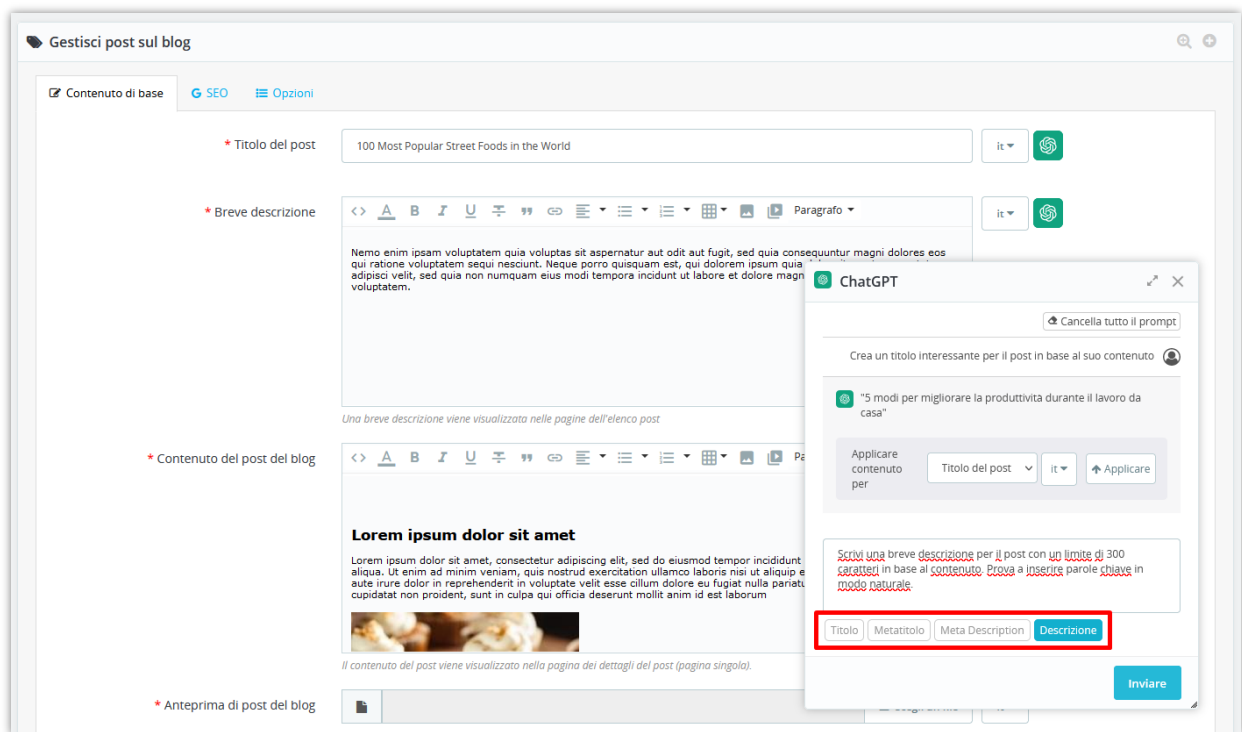 Gestisci post sul blog
Contenuto di base
G SEO
Opzioni
* Titolo del post
100 Most Popular Street Foods in the World
it
* Breve descrizione
A B I U
Paragrafo
it
Nemo enim ipsam voluptatem quia voluptas sit aspernatur aut odit aut fugit, sed quia consequuntur magni dolores eos
qui ratione voluptatem sequi nesciunt. Neque porro quisquam est, qui dolorem ipsum quia
adipisci velit, sed quia non numquam eius modi tempora incidunt ut labore et dolore magn
voluptatem.
Una breve descrizione viene visualizzata nelle pagine dell'elenco post
* Contenuto del post del blog
A B I U
Pa
Lorem ipsum dolor sit amet
Lorem ipsum dolor sit amet, consectetur adipiscing elit, sed do eiusmod tempor incididunt
aliqua. Ut enim ad minim veniam, quis nostrud exercitation ullamco laboris nisi ut aliquip e
aute irure dolor in reprehenderit in voluptate velit esse cillum dolore eu fugiat nulla pariatu
cupidatat non proident, sunt in culpa qui officia deserunt mollit anim id est laborum
Il contenuto del post viene visualizzato nella pagina dei dettagli del post (pagina singola).
* Anteprima di post del blog
ChatGPT
Cancella tutto il prompt
Crea un titolo interessante per il post in base al suo contenuto
"5 modi per migliorare la produttività durante il lavoro da
casa"
Applicare
contenuto
per
Titolo del post
it
Applicare
Scrivi una breve descrizione per il post con un limite di 300
caratteri in base al contenuto. Prova a inserire parole chiave in
modo naturale.
Titolo
Metatitolo
Meta Description
Descrizione
Inviare